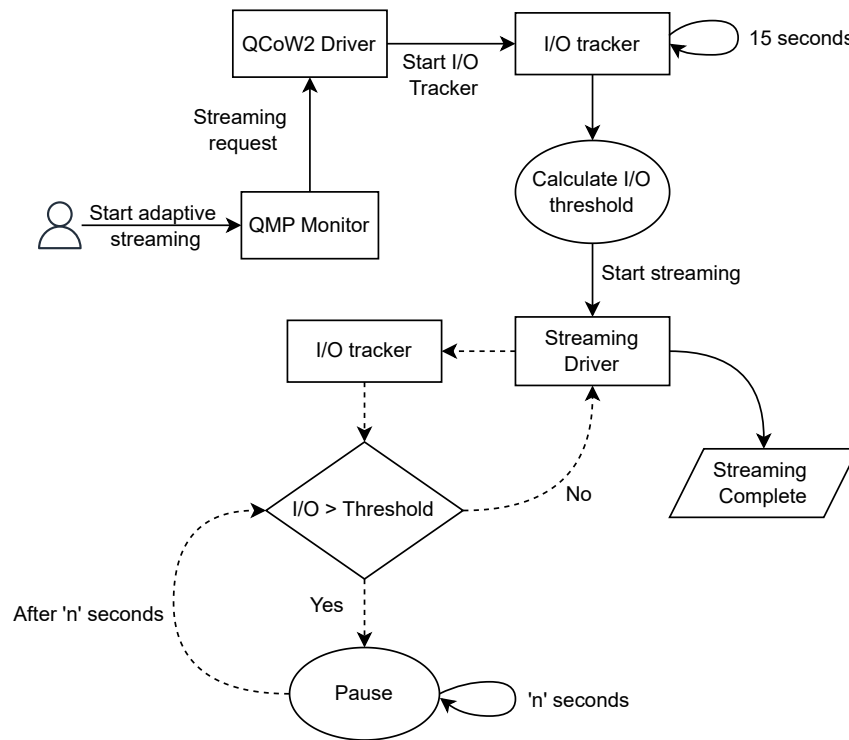 QCoW2 Driver
Start I/O
Tracker
I/O tracker
15 seconds
Streaming
request
Calculate I/O
threshold
Start adaptive
streaming
QMP Monitor
Start streaming
I/O tracker
Streaming
Driver
I/O > Threshold
No
Streaming
Complete
After 'n' seconds
Yes
Pause
'n' seconds